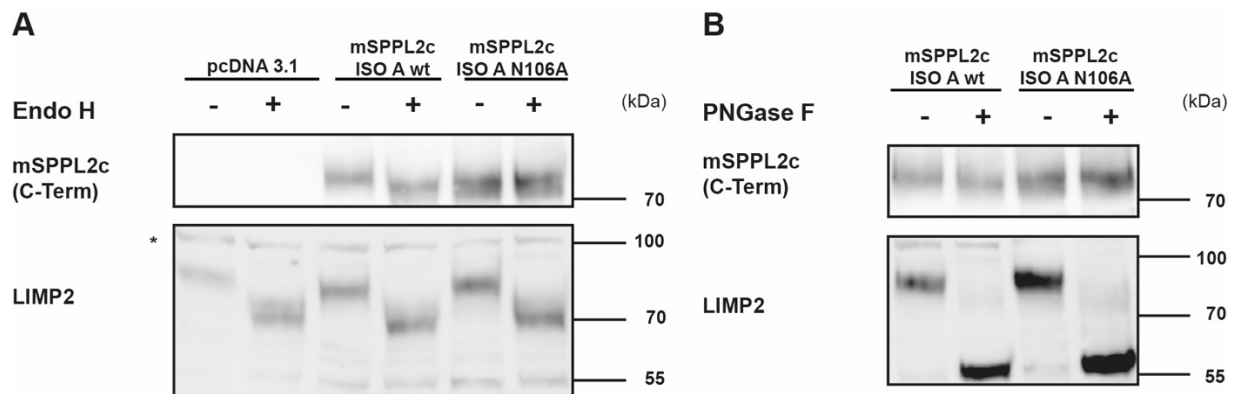 A
pcDNA 3.1
mSPPL2c
ISO A wt
mSPPL2c
ISO A N106A
Endo H
- + - + - +
(kDa)
mSPPL2c
(C-Term)
70
*
100
LIMP2
70
55
B
mSPPL2c
ISO A wt
mSPPL2c
ISO A N106A
PNGase F
- + - +
(kDa)
mSPPL2c
(C-Term)
70
100
LIMP2
70
55